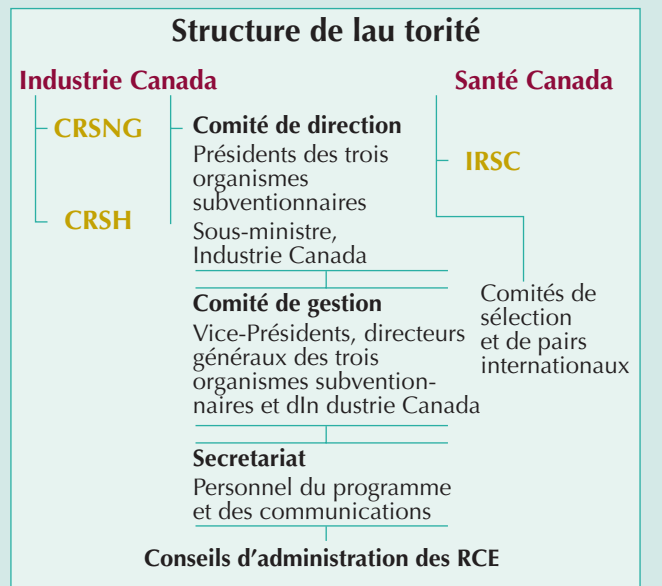 Structure de lau torité
Industrie Canada
Santé Canada
CRSNG
CRSH
Comité de direction
Présidents des trois
organismes
subventionnaires
Sous-ministre,
Industrie Canada
IRSC
Comités de
sélection
et de pairs
internationaux
Comité de gestion
Vice-Présidents, directeurs
généraux des trois
organismes subvention-
naires et dIn dustrie Canada
Secretariat
Personnel du programme
et des communications
Conseils d’administration des RCE